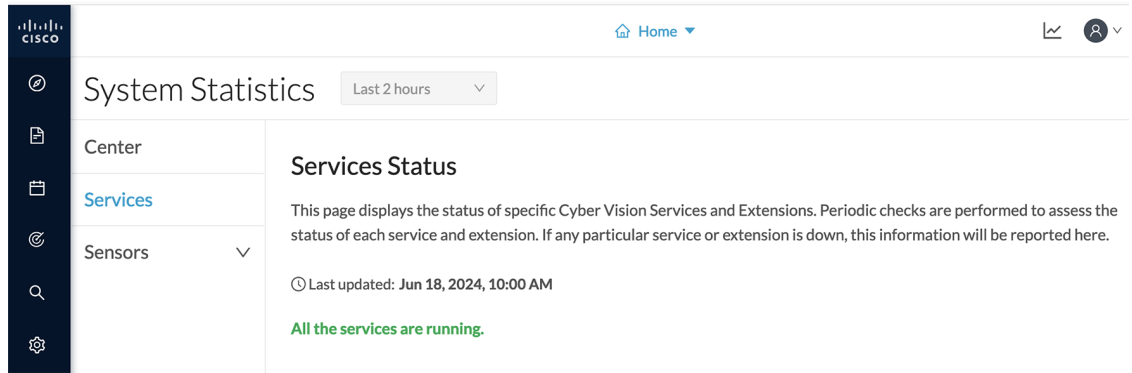 CISCO
Home
System Statistics
Last 2 hours
Center
Services
Sensors
Services Status
This page displays the status of specific Cyber Vision Services and Extensions. Periodic checks are performed to assess the
status of each service and extension. If any particular service or extension is down, this information will be reported here.
Last updated: Jun 18, 2024, 10:00 AM
All the services are running.